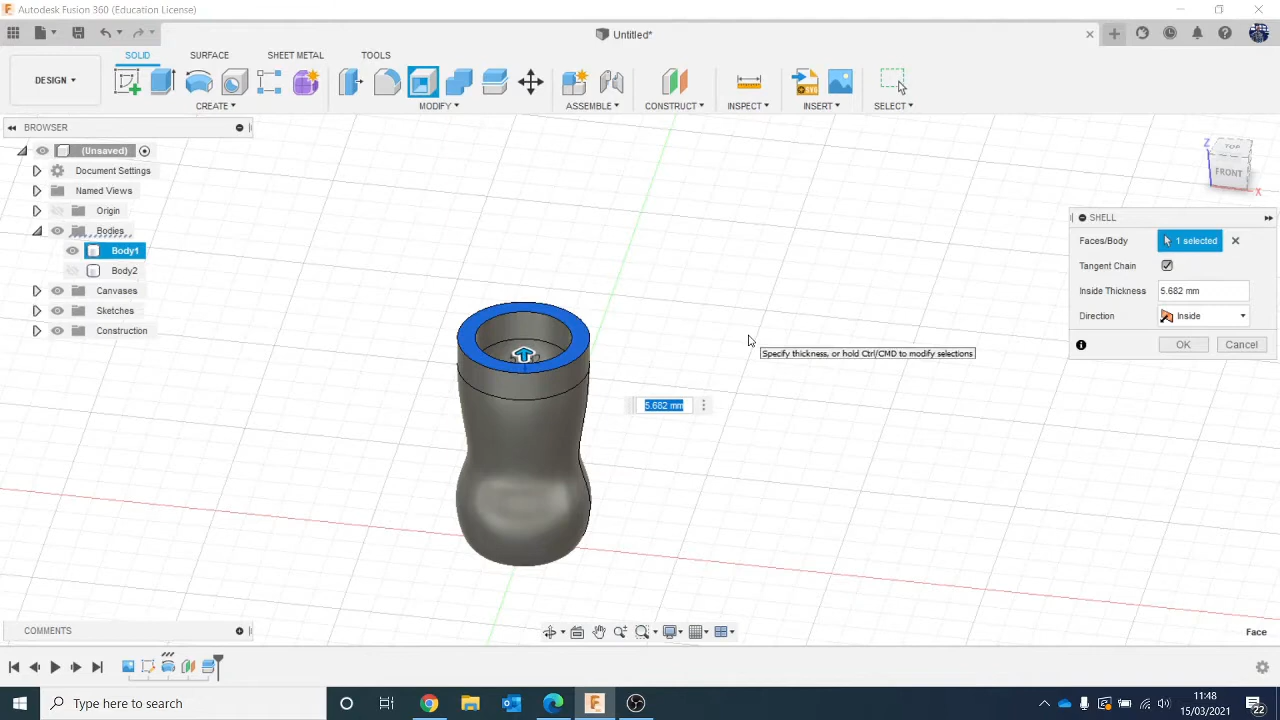 Autodesk Fusion 360 (Education License)
Untitled*
DESIGN
SOLID
SURFACE
SHEET METAL
TOOLS
CREATE
MODIFY
ASSEMBLE
CONSTRUCT
INSPECT
INSERT
SELECT
BROWSER
(Unsaved)
Document Settings
Named Views
Origin
Bodies
Body1
Body2
Canvases
Sketches
Construction
Z
TOP
FRONT
X
SHELL
Faces/Body
1 selected
Tangent Chain
Inside Thickness
5.682 mm
Direction
Inside
OK
Cancel
Specify thickness, or hold Ctrl/CMD to modify selections
5.682 mm
COMMENTS
Face
Type here to search
11:48
15/03/2021
22